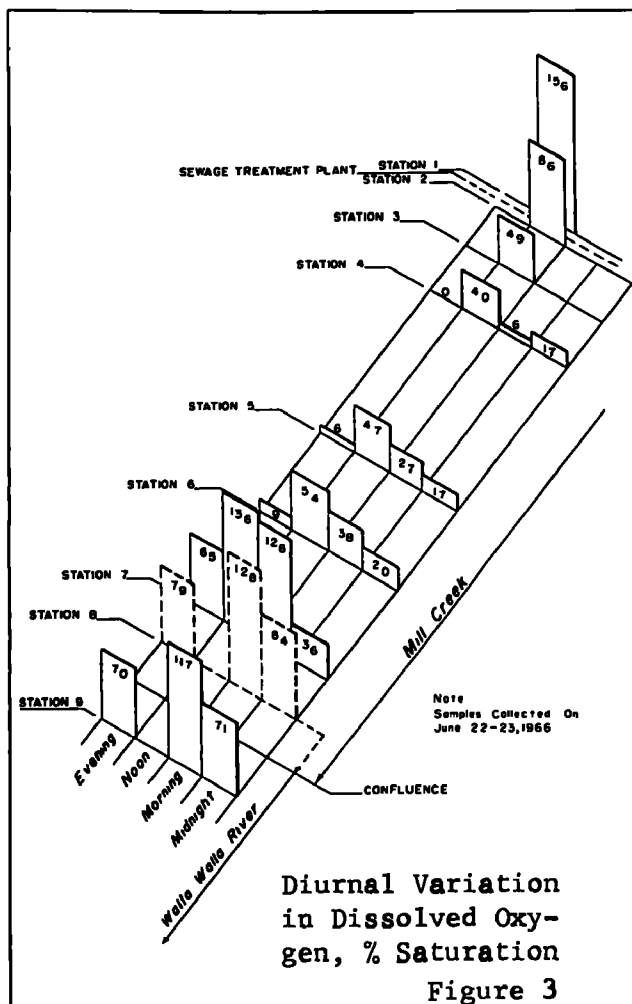 156
86
STATION 1
SEWAGE TREATMENT PLANT
STATION 2
STATION 3
49
STATION 4
0
40
6
17
STATION 5
6
47
27
17
STATION 6
9
54
38
20
136
126
65
36
STATION 7
79
128
84
STATION 8
117
70
71
STATION 9
Mill Creek
Note
Samples Collected On
June 22-23, 1966
Evening
Noon
Morning
Midnight
CONFLUENCE
Walla Walla River
Diurnal Variation
in Dissolved Oxy-
gen, % Saturation
Figure 3